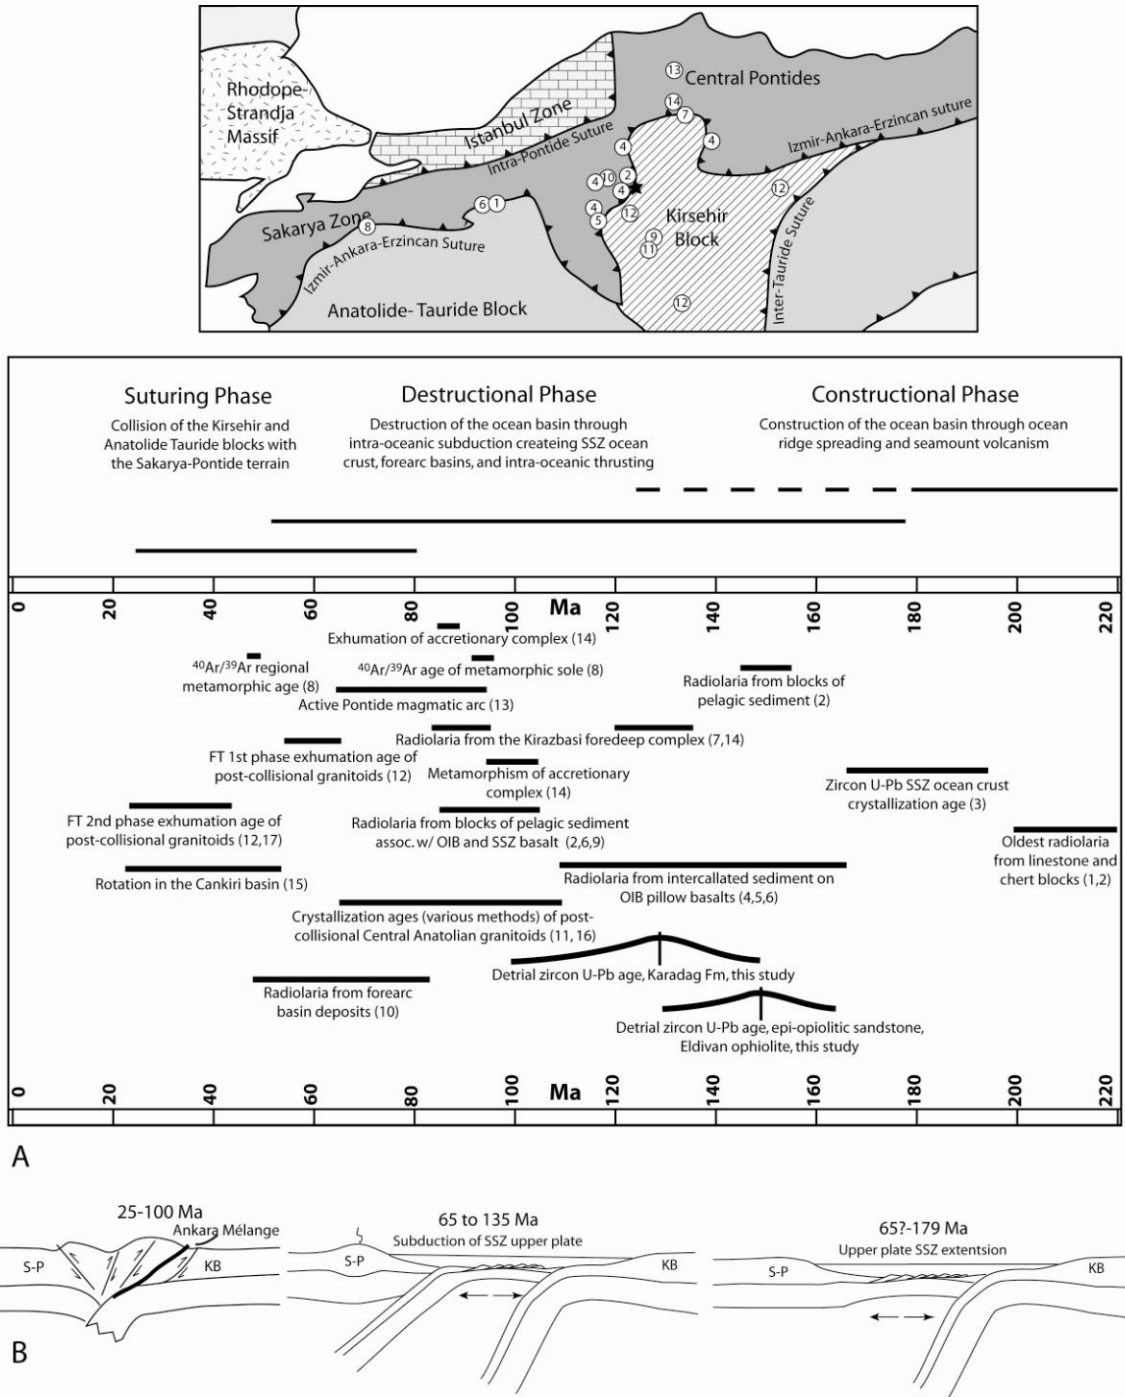 Rhodope-
Strandja
Massif
Istanbul Zone
Intra-Pontide Suture
Central Pontides
Izmir-Ankara-Erzincan suture
13
14
7
4
4
10
2
4
4
4
5
12
12
6
1
8
9
11
12
Sakarya Zone
Izmir-Ankara-Erzincan Suture
Kirsehir
Block
Inter-Tauride Suture
Anatolide- Tauride Block
Suturing Phase
Collision of the Kirsehir and
Anatolide Tauride blocks with
the Sakarya-Pontide terrain
Destructional Phase
Destruction of the ocean basin through
intra-oceanic subduction createing SSZ ocean
crust, forearc basins, and intra-oceanic thrusting
Constructional Phase
Construction of the ocean basin through ocean
ridge spreading and seamount volcanism
0 20 40 60 80 100 Ma 120 140 160 180 200 220
Exhumation of accretionary complex (14)
40Ar/39Ar regional
metamorphic age (8)
40Ar/39Ar age of metamorphic sole (8)
Radiolaria from blocks of
pelagic sediment (2)
Active Pontide magmatic arc (13)
Radiolaria from the Kirazbasi foredeep complex (7,14)
FT 1st phase exhumation age of
post-collisional granitoids (12)
Metamorphism of accretionary
complex (14)
Zircon U-Pb SSZ ocean crust
crystallization age (3)
FT 2nd phase exhumation age of
post-collisional granitoids (12,17)
Radiolaria from blocks of pelagic sediment
assoc. w/ OIB and SSZ basalt (2,6,9)
Oldest radiolaria
from linestone and
chert blocks (1,2)
Rotation in the Cankiri basin (15)
Radiolaria from intercallated sediment on
OIB pillow basalts (4,5,6)
Crystallization ages (various methods) of post-
collisional Central Anatolian granitoids (11, 16)
Detrial zircon U-Pb age, Karadag Fm, this study
Radiolaria from forearc
basin deposits (10)
Detrial zircon U-Pb age, epi-opiolitic sandstone,
Eldivan ophiolite, this study
0 20 40 60 80 100 Ma 120 140 160 180 200 220
A
25-100 Ma
Ankara Mélange
S-P
KB
65 to 135 Ma
Subduction of SSZ upper plate
S-P
KB
65?-179 Ma
Upper plate SSZ extentsion
S-P
KB
B